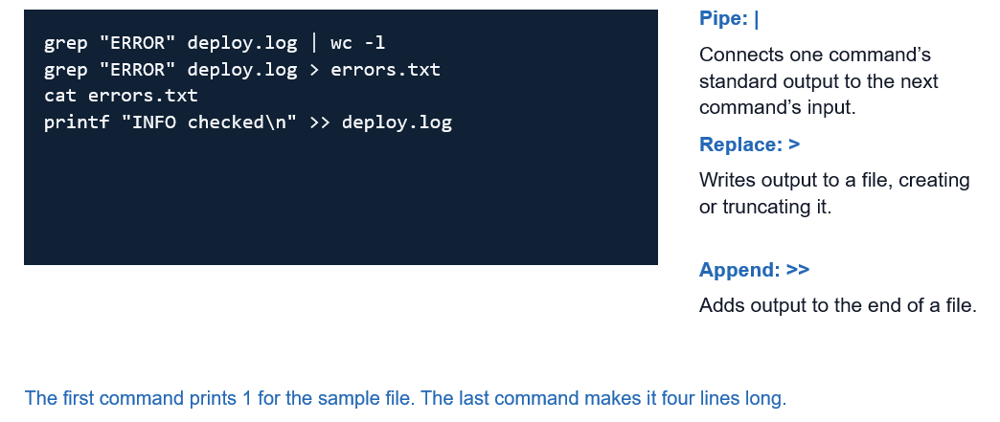 grep "ERROR" deploy.log | wc -l
grep "ERROR" deploy.log > errors.txt
cat errors.txt
printf "INFO checked\n" >> deploy.log
Pipe: |
Connects one command’s
standard output to the next
command’s input.
Replace: >
Writes output to a file, creating
or truncating it.
Append: >>
Adds output to the end of a file.
The first command prints 1 for the sample file. The last command makes it four lines long.